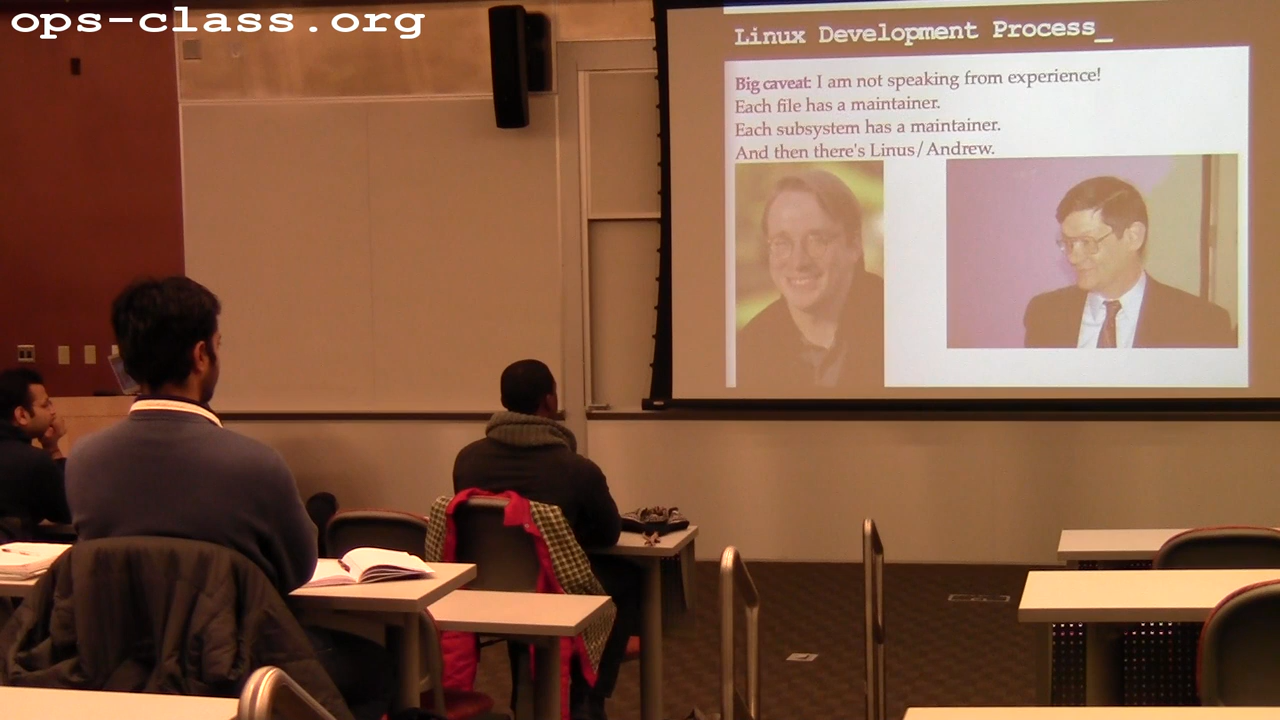 ops-class.org
Linux Development Process_
Big caveat: I am not speaking from experience!
Each file has a maintainer.
Each subsystem has a maintainer.
And then there's Linus/Andrew.